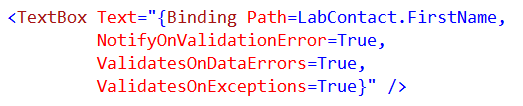 <TextBox Text="{Binding Path=LabContact.FirstName,
NotifyOnValidationError=True,
ValidatesOnDataErrors=True,
ValidatesOnExceptions=True}" />